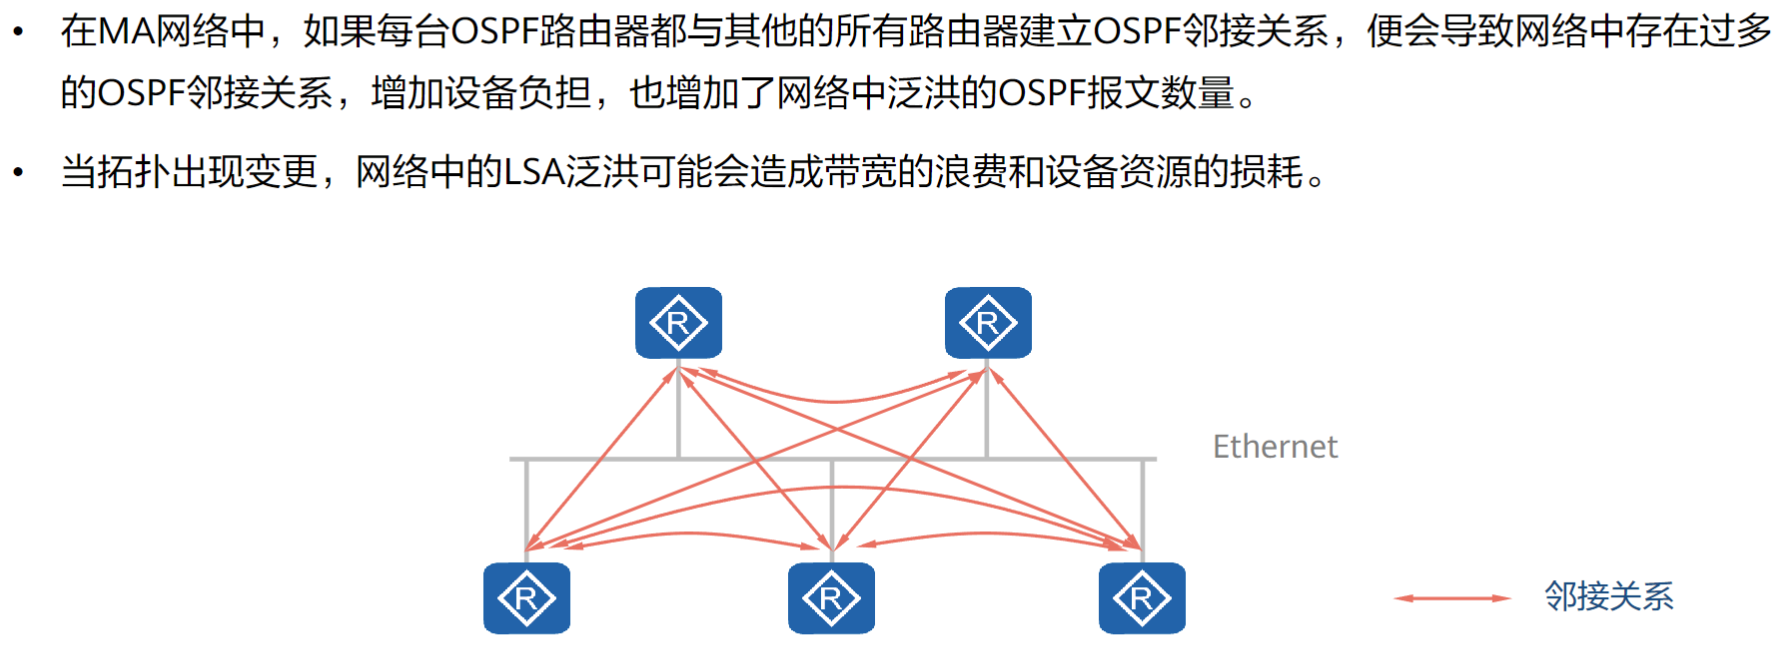 • 在MA网络中，如果每台OSPF路由器都与其他的所有路由器建立OSPF邻接关系，便会导致网络中存在过多
的OSPF邻接关系，增加设备负担，也增加了网络中泛洪的OSPF报文数量。
• 当拓扑出现变更，网络中的LSA泛洪可能会造成带宽的浪费和设备资源的损耗。
R R
Ethernet
R R R
邻接关系